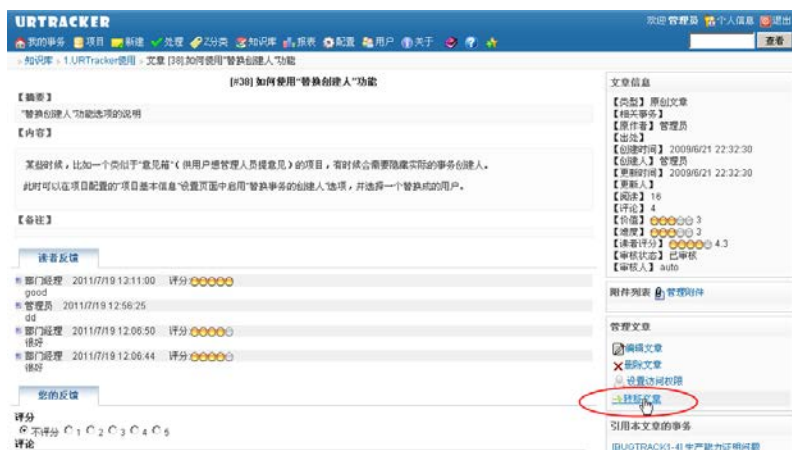 URTRACKER
欢迎 管理员 个人信息 退出
我的事务 项目 新建 处理 Z分类 知识库 报表 配置 用户 关于
查看
知识库 1.URTracker使用 文章 [38]如何使用“替换创建人”功能
[#38] 如何使用“替换创建人”功能
【摘要】
“替换创建人”功能选项的说明
【内容】
某些时候，比如一个类似于“意见箱”（供用户想管理人员提意见）的项目，有时候会需要隐藏实际的事务创建人。
此时可以在项目配置的“项目基本信息”设置页面中启用“替换事务的创建人”选项，并选择一个替换成的用户。
【备注】
读者反馈
部门经理 2011/7/19 13:11:00 评分:
good
管理员 2011/7/19 12:56:25
dd
部门经理 2011/7/19 12:06:50 评分:
很好
部门经理 2011/7/19 12:06:44 评分:
很好
您的反馈
评分
不评分 1 2 3 4 5
评论
文章信息
【类型】 原创文章
【相关事务】
【原作者】 管理员
【出处】
【创建时间】 2009/6/21 22:32:30
【创建人】 管理员
【更新时间】 2009/6/21 22:32:30
【更新人】
【阅读】 16
【评论】 4
【价值】 3
【难度】 3
【读者评分】 4.3
【审核状态】 已审核
【审核人】 auto
附件列表 管理附件
管理文章
编辑文章
删除文章
设置访问权限
文章
引用本文章的事务
[BUGTRACK1-4] 生产能力证明问题